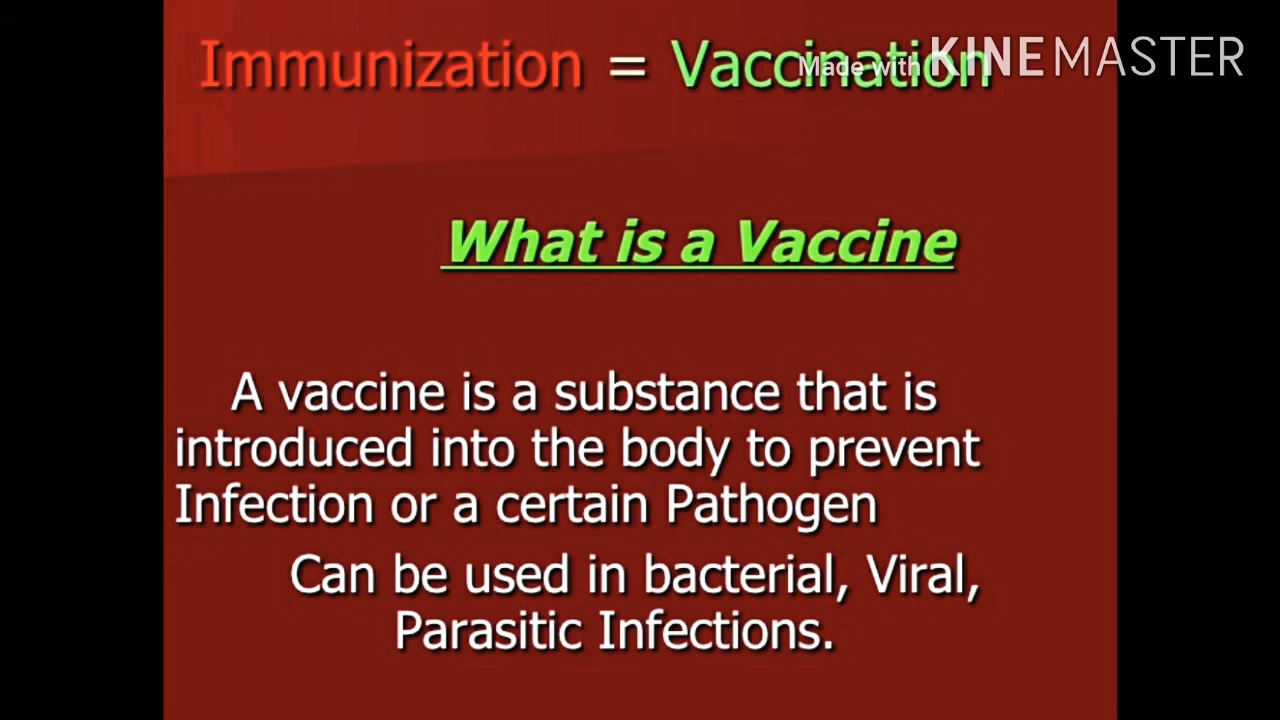 Immunization = Vaccination
Made with KINEMASTER
What is a Vaccine
A vaccine is a substance that is
introduced into the body to prevent
Infection or a certain Pathogen
Can be used in bacterial, Viral,
Parasitic Infections.